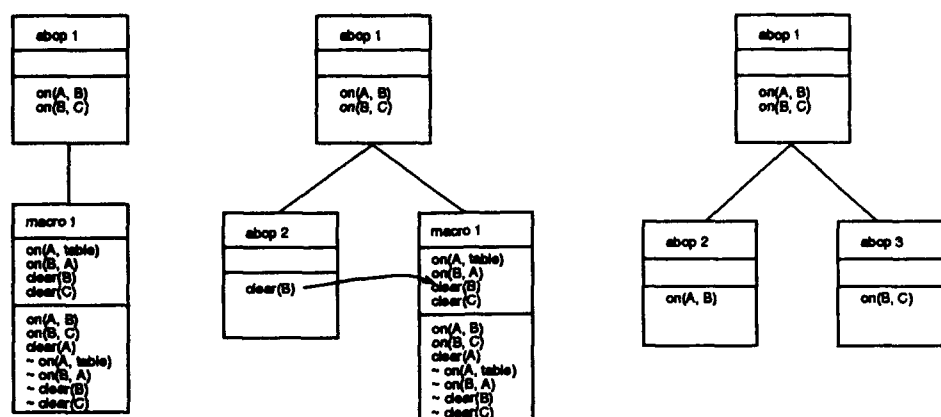 abop 1
on(A, B)
on(B, C)
macro 1
on(A, table)
on(B, A)
clear(B)
clear(C)
on(A, B)
on(B, C)
clear(A)
~ on(A, table)
~ on(B, A)
~ clear(B)
~ clear(C)
abop 1
on(A, B)
on(B, C)
abop 2
clear(B)
macro 1
on(A, table)
on(B, A)
clear(B)
clear(C)
on(A, B)
on(B, C)
clear(A)
~ on(A, table)
~ on(B, A)
~ clear(B)
~ clear(C)
abop 1
on(A, B)
on(B, C)
abop 2
on(A, B)
abop 3
on(B, C)